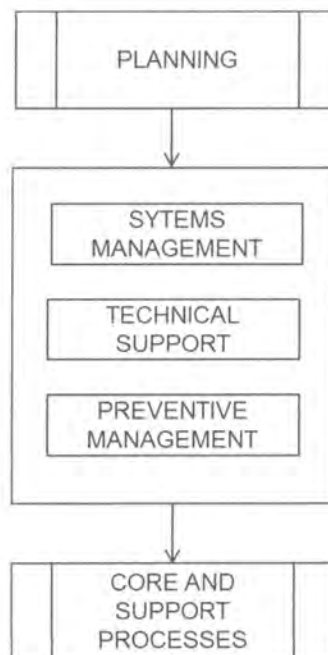 PLANNING
SYTEMS
MANAGEMENT
TECHNICAL
SUPPORT
PREVENTIVE
MANAGEMENT
CORE AND
SUPPORT
PROCESSES